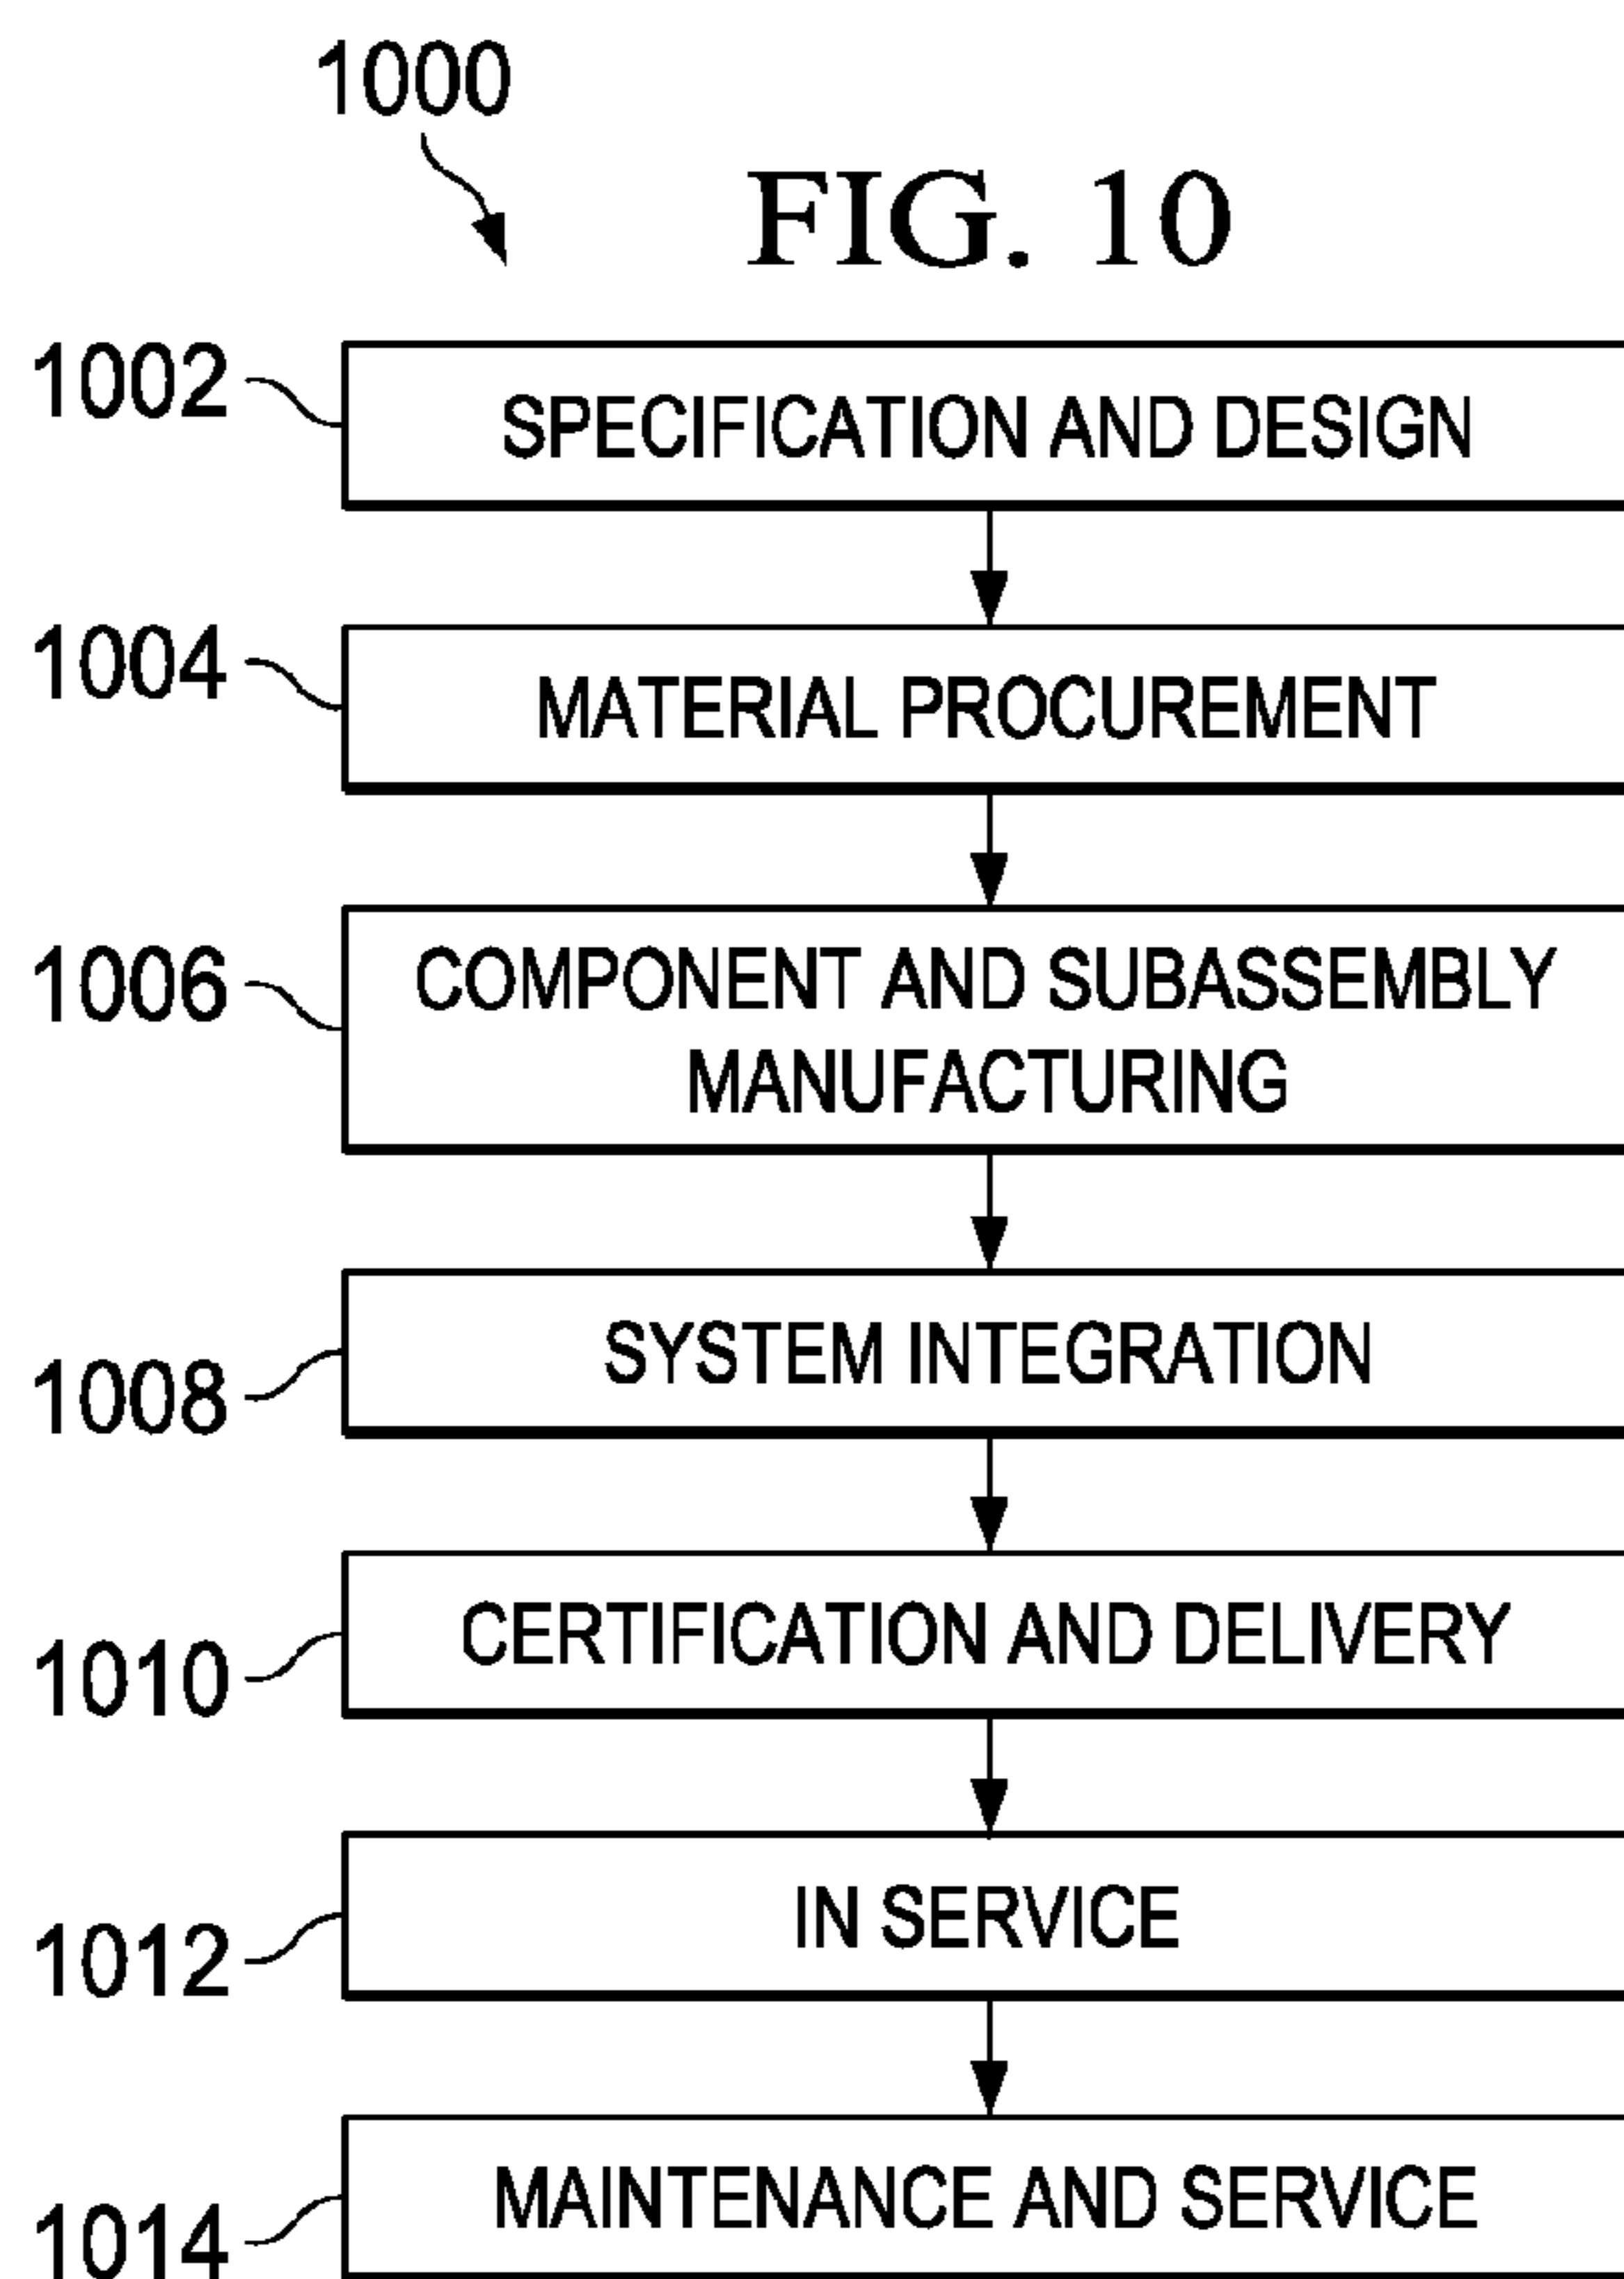 1000
FIG. 10
1002
SPECIFICATION AND DESIGN
1004
MATERIAL PROCUREMENT
1006
COMPONENT AND SUBASSEMBLY
MANUFACTURING
1008
SYSTEM INTEGRATION
1010
CERTIFICATION AND DELIVERY
1012
IN SERVICE
1014
MAINTENANCE AND SERVICE